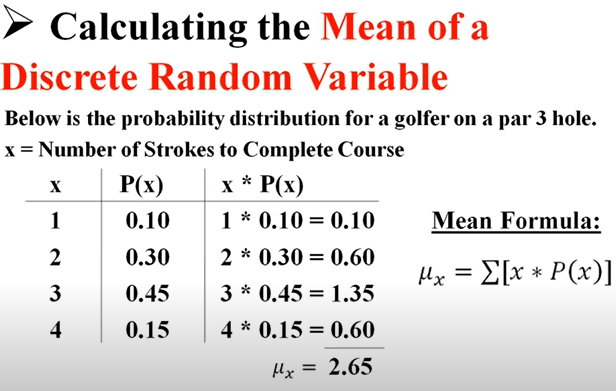 ➢ Calculating the Mean of a
Discrete Random Variable
Below is the probability distribution for a golfer on a par 3 hole.
x = Number of Strokes to Complete Course
x P(x) x * P(x)
1 0.10 1 * 0.10 = 0.10
2 0.30 2 * 0.30 = 0.60
3 0.45 3 * 0.45 = 1.35
4 0.15 4 * 0.15 = 0.60
μₓ = 2.65
Mean Formula:
μₓ = ∑[x * P(x)]